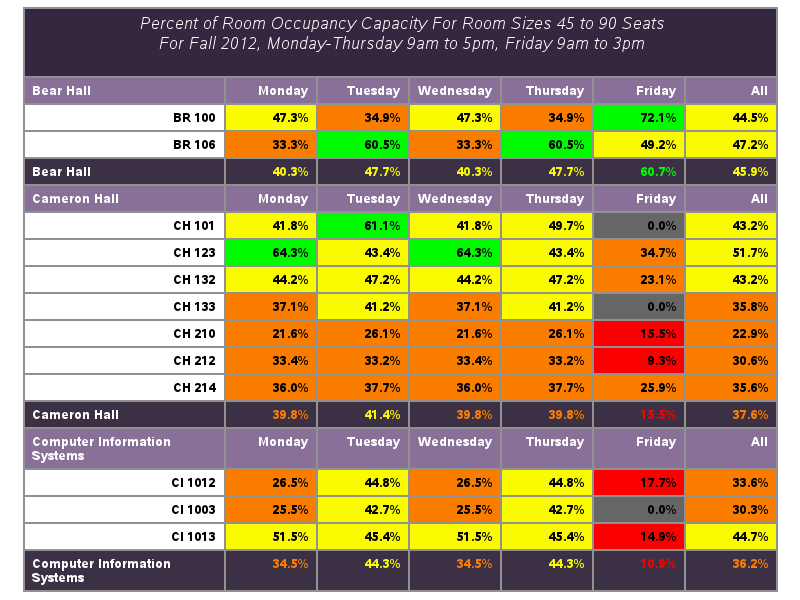 Percent of Room Occupancy Capacity For Room Sizes 45 to 90 Seats
For Fall 2012, Monday-Thursday 9am to 5pm, Friday 9am to 3pm
Bear Hall Monday Tuesday Wednesday Thursday Friday All
BR 100 47.3% 34.9% 47.3% 34.9% 72.1% 44.5%
BR 106 33.3% 60.5% 33.3% 60.5% 49.2% 47.2%
Bear Hall 40.3% 47.7% 40.3% 47.7% 60.7% 45.9%
Cameron Hall Monday Tuesday Wednesday Thursday Friday All
CH 101 41.8% 61.1% 41.8% 49.7% 0.0% 43.2%
CH 123 64.3% 43.4% 64.3% 43.4% 34.7% 51.7%
CH 132 44.2% 47.2% 44.2% 47.2% 23.1% 43.2%
CH 133 37.1% 41.2% 37.1% 41.2% 0.0% 35.8%
CH 210 21.6% 26.1% 21.6% 26.1% 15.5% 22.9%
CH 212 33.4% 33.2% 33.4% 33.2% 9.3% 30.6%
CH 214 36.0% 37.7% 36.0% 37.7% 25.9% 35.6%
Cameron Hall 39.8% 41.4% 39.8% 39.8% 15.5% 37.6%
Computer Information Monday Tuesday Wednesday Thursday Friday All
Systems
CI 1012 26.5% 44.8% 26.5% 44.8% 17.7% 33.6%
CI 1003 25.5% 42.7% 25.5% 42.7% 0.0% 30.3%
CI 1013 51.5% 45.4% 51.5% 45.4% 14.9% 44.7%
Computer Information 34.5% 44.3% 34.5% 44.3% 10.9% 36.2%
Systems